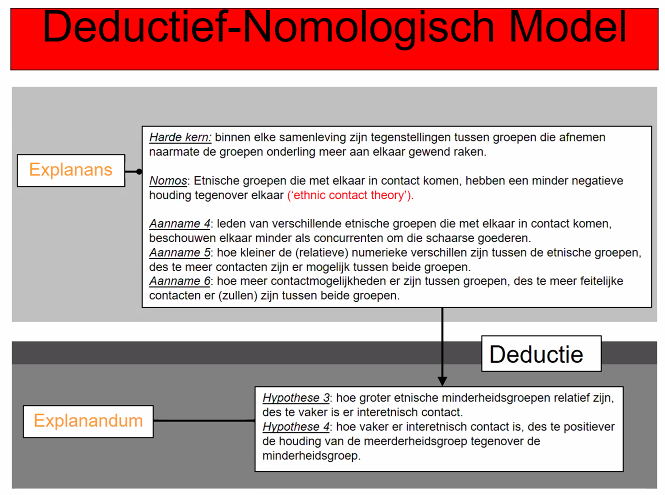 Deductief-Nomologisch Model
Explanans
Harde kern: binnen elke samenleving zijn tegenstellingen tussen groepen die afnemen
naarmate de groepen onderling meer aan elkaar gewend raken.
Nomos: Etnische groepen die met elkaar in contact komen, hebben een minder negatieve
houding tegenover elkaar (‘ethnic contact theory’).
Aanname 4: leden van verschillende etnische groepen die met elkaar in contact komen,
beschouwen elkaar minder als concurrenten om die schaarse goederen.
Aanname 5: hoe kleiner de (relatieve) numerieke verschillen zijn tussen de etnische groepen,
des te meer contacten zijn er mogelijk tussen beide groepen.
Aanname 6: hoe meer contactmogelijkheden er zijn tussen groepen, des te meer feitelijke
contacten er (zullen) zijn tussen beide groepen.
Deductie
Explanandum
Hypothese 3: hoe groter etnische minderheidsgroepen relatief zijn,
des te vaker is er interetnisch contact.
Hypothese 4: hoe vaker er interetnisch contact is, des te positiever
de houding van de meerderheidsgroep tegenover de
minderheidsgroep.